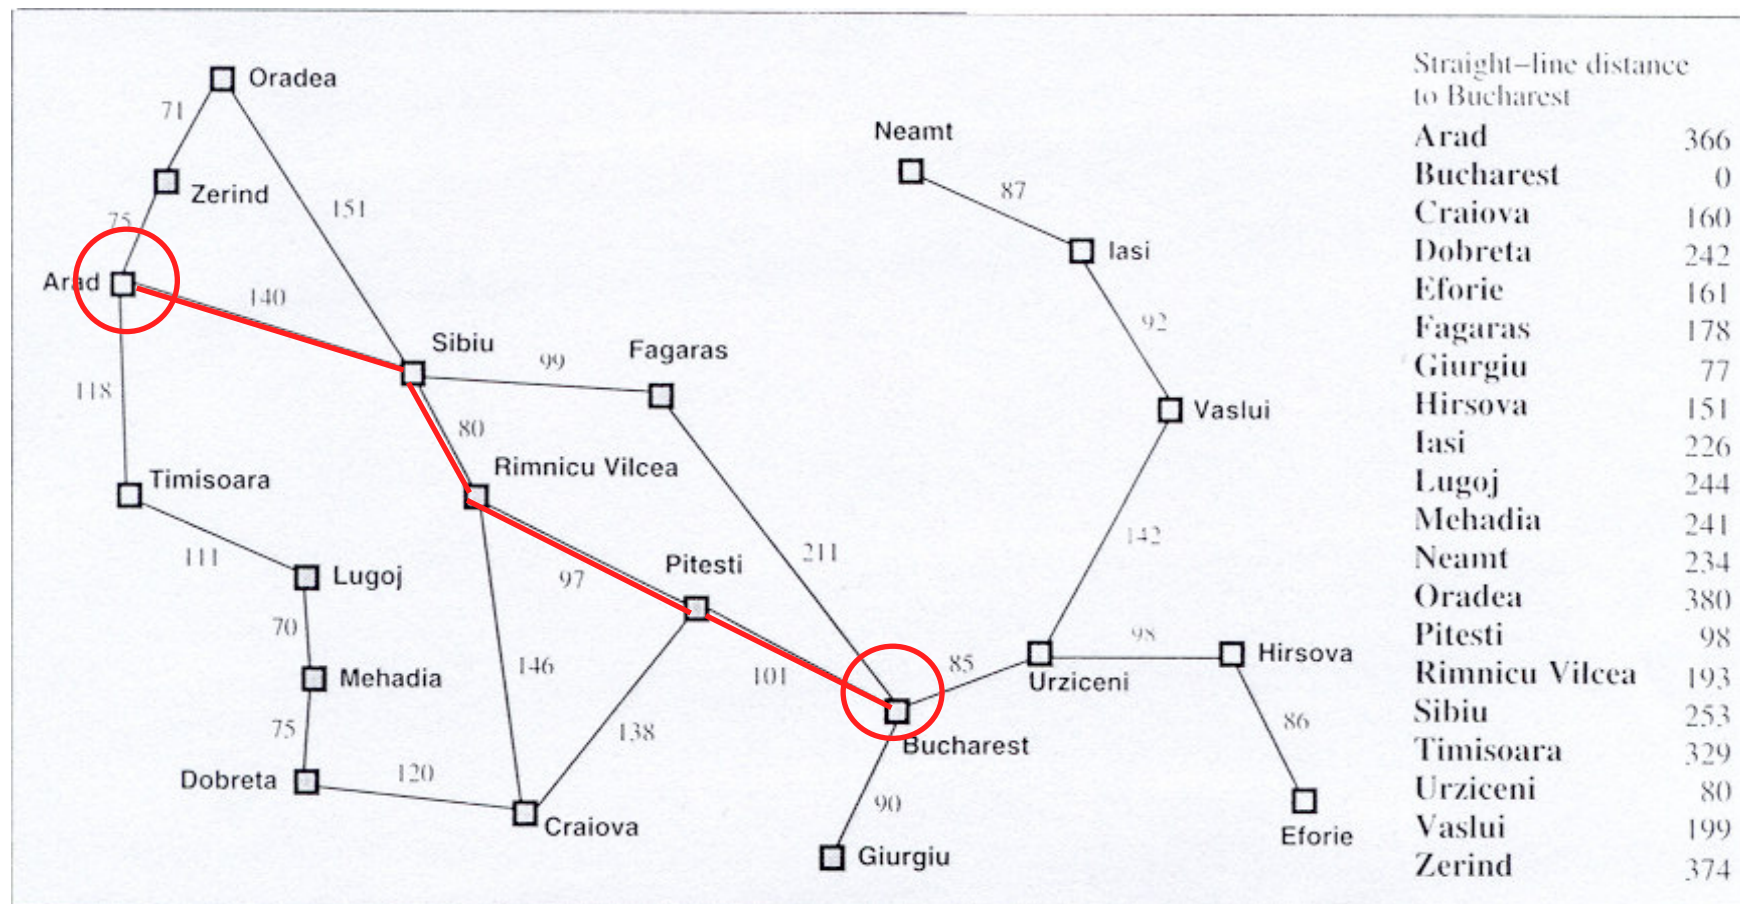 Oradea
71
Neamt
Zerind
87
151
75
Iasi
Arad
140
92
Sibiu
Fagaras
99
118
Vaslui
80
Rimnicu Vilcea
Timisoara
142
111
211
Lugoj
Pitesti
97
70
98
Hirsova
146
101
85
Mehadia
Urziceni
75
138
86
Bucharest
Dobreta
120
90
Craiova
Eforie
Giurgiu
Straight–line distance
to Bucharest
Arad 366
Bucharest 0
Craiova 160
Dobreta 242
Eforie 161
Fagaras 178
Giurgiu 77
Hirsova 151
Iasi 226
Lugoj 244
Mehadia 241
Neamt 234
Oradea 380
Pitesti 98
Rimnicu Vilcea 193
Sibiu 253
Timisoara 329
Urziceni 80
Vaslui 199
Zerind 374